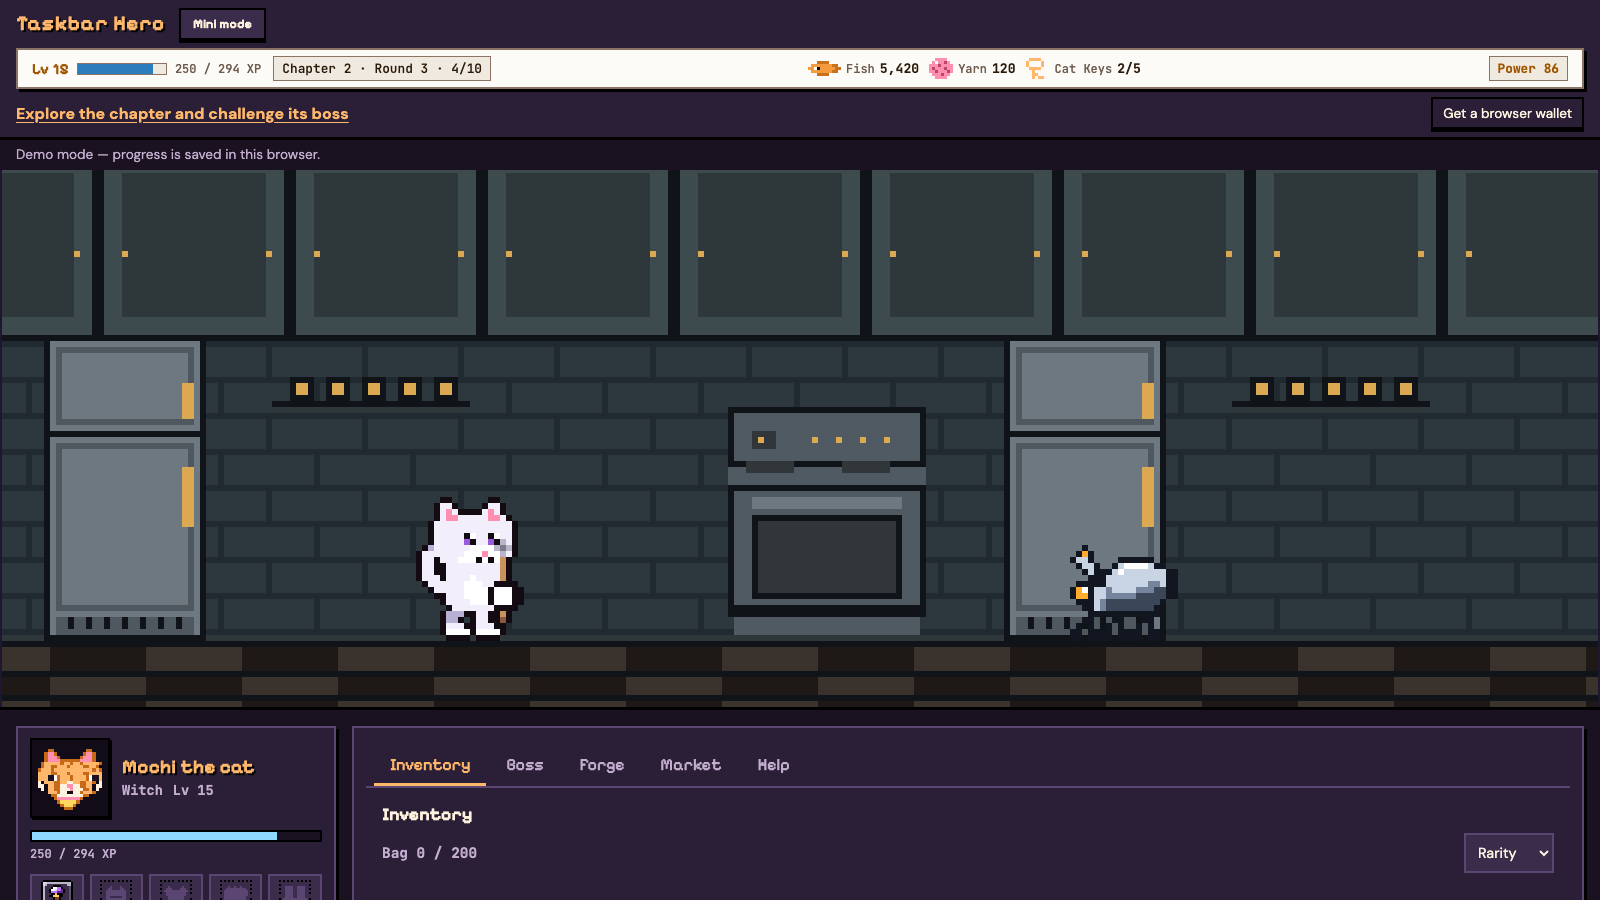 Taskbar Hero
Mini mode
Lv 18
250 / 294 XP
Chapter 2 · Round 3 · 4/10
Fish 5,420
Yarn 120
Cat Keys 2/5
Power 86
Explore the chapter and challenge its boss
Get a browser wallet
Demo mode — progress is saved in this browser.
Mochi the cat
Witch Lv 15
250 / 294 XP
Inventory
Boss
Forge
Market
Help
Inventory
Bag 0 / 200
Rarity